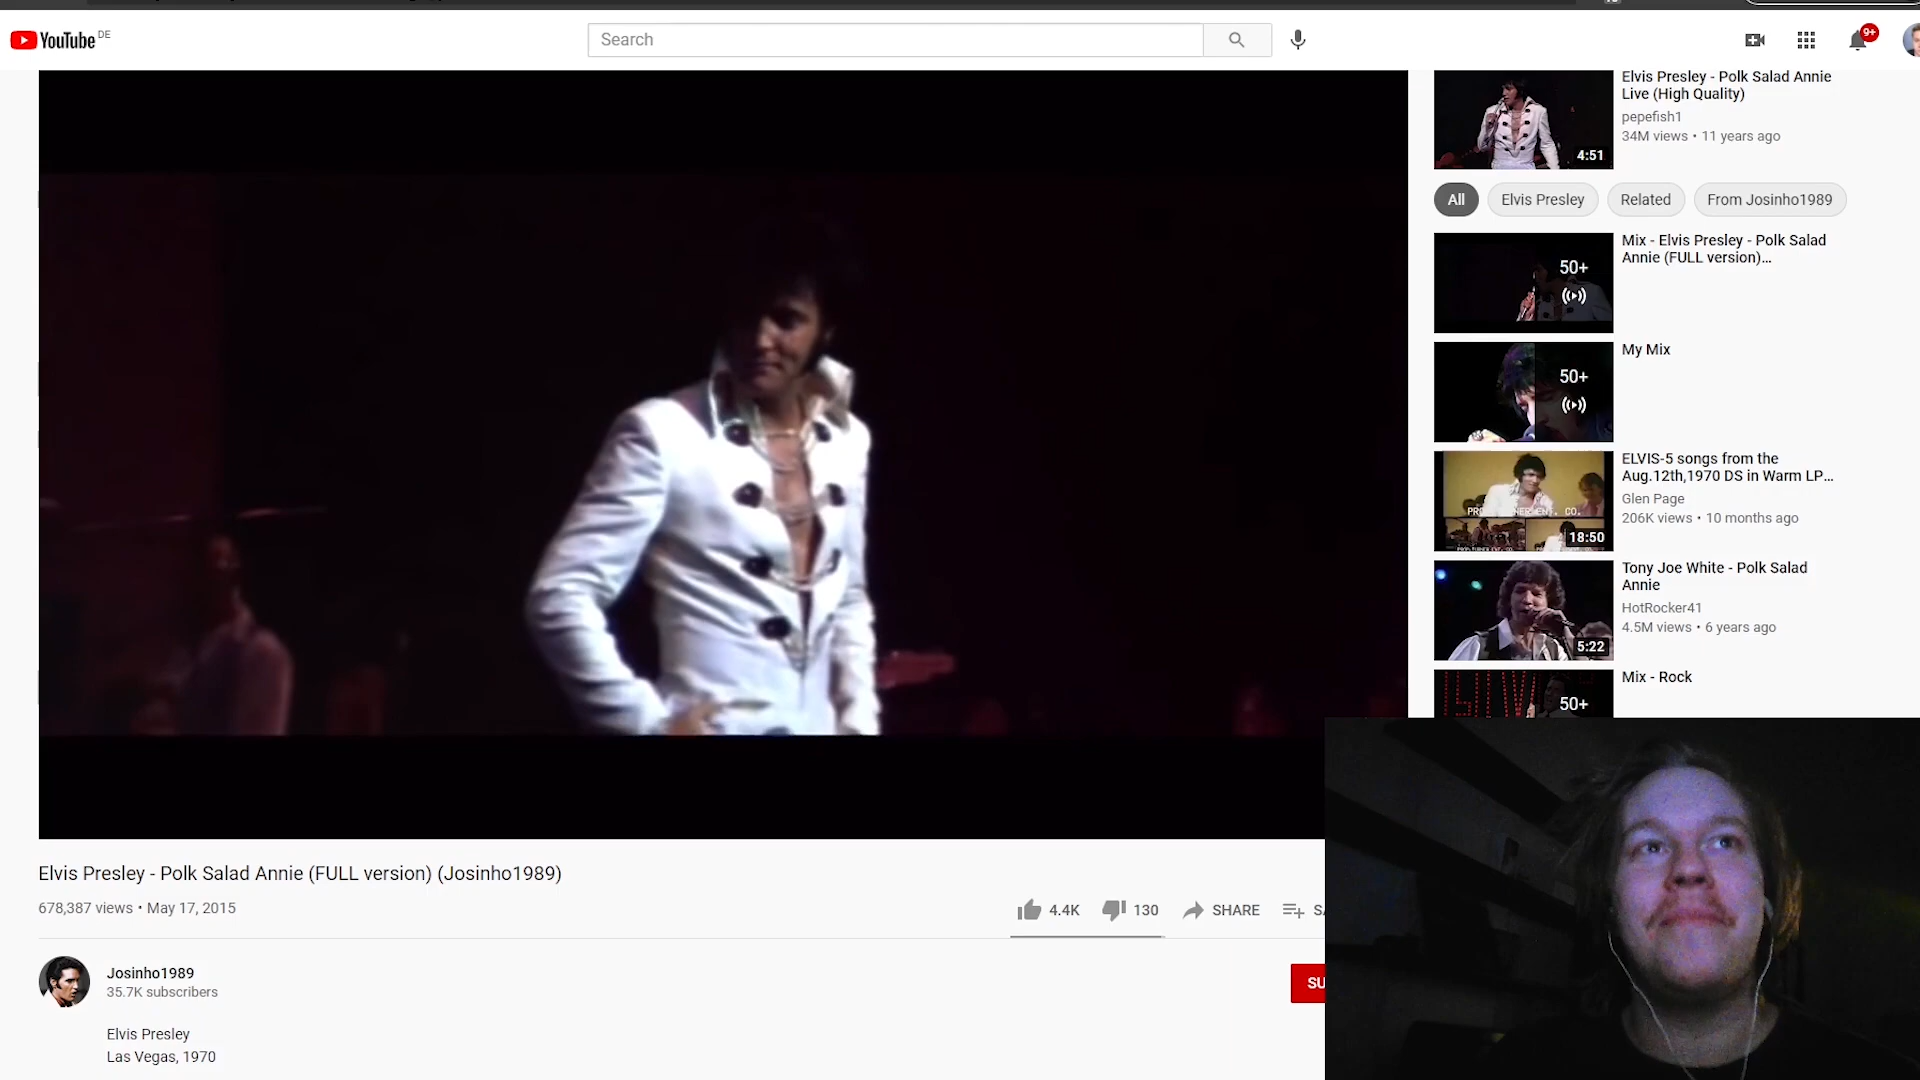 YouTube DE
Search
9+
Elvis Presley - Polk Salad Annie
Live (High Quality)
pepefish1
34M views • 11 years ago
4:51
All
Elvis Presley
Related
From Josinho1989
Mix - Elvis Presley - Polk Salad
Annie (FULL version)...
50+
My Mix
50+
ELVIS-5 songs from the
Aug.12th,1970 DS in Warm LP...
Glen Page
206K views • 10 months ago
18:50
Tony Joe White - Polk Salad
Annie
HotRocker41
4.5M views • 6 years ago
5:22
Mix - Rock
50+
Elvis Presley - Polk Salad Annie (FULL version) (Josinho1989)
678,387 views • May 17, 2015
4.4K
130
SHARE
SA
Josinho1989
35.7K subscribers
SU
Elvis Presley
Las Vegas, 1970